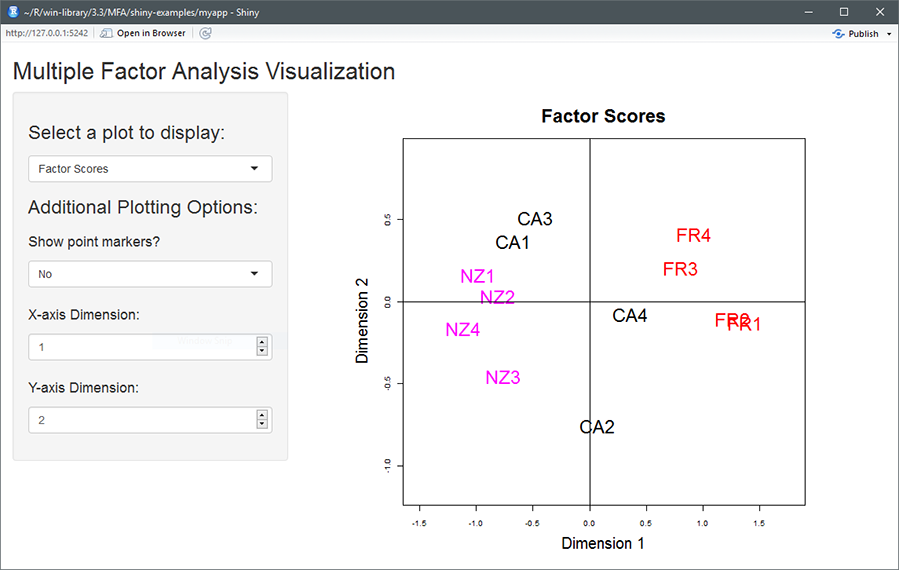 ~/R/win-library/3.3/MFA/shiny-examples/myapp - Shiny
http://127.0.0.1:5242 Open in Browser Publish
Multiple Factor Analysis Visualization
Select a plot to display:
Factor Scores
Additional Plotting Options:
Show point markers?
No
X-axis Dimension:
1
Y-axis Dimension:
2
Factor Scores
Dimension 2
0.5
0.0
-0.5
-1.0
CA3
CA1
FR4
FR3
NZ1
NZ2
CA4
FR2
FR1
NZ4
NZ3
CA2
-1.5 -1.0 -0.5 0.0 0.5 1.0 1.5
Dimension 1